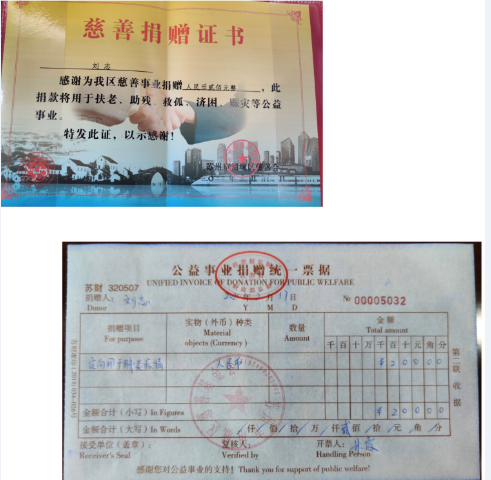 慈善捐赠证书
刘志
感谢为我区慈善事业捐赠人民币贰佰元整,此
捐款将用于扶老、助残、救孤、济困、赈灾等公益
事业。
特发此证,以示感谢!
公益事业捐赠统一票据
UNIFIED INVOICE OF DONATION FOR PUBLIC WELFARE
苏财 320507
捐赠人: 刘志
Donor
Y M D
№ 00005032
捐赠项目 For purpose
实物(外币)种类 Material objects (Currency)
数量 Amount
金额 Total amount
千 百 十 万 千 百 十 元 角 分
人民币
¥ 2 0 0 0 0
金额合计(小写) In Figures
¥ 2 0 0 0 0
金额合计(大写) In Words
仟 佰 拾 万 仟 贰 佰 拾 元 角 分
接受单位(盖章): Receiver's Seal
复核人: Verified by
开票人: Handling Person
感谢您对公益事业的支持! Thank you for support of public welfare!
第二联收据